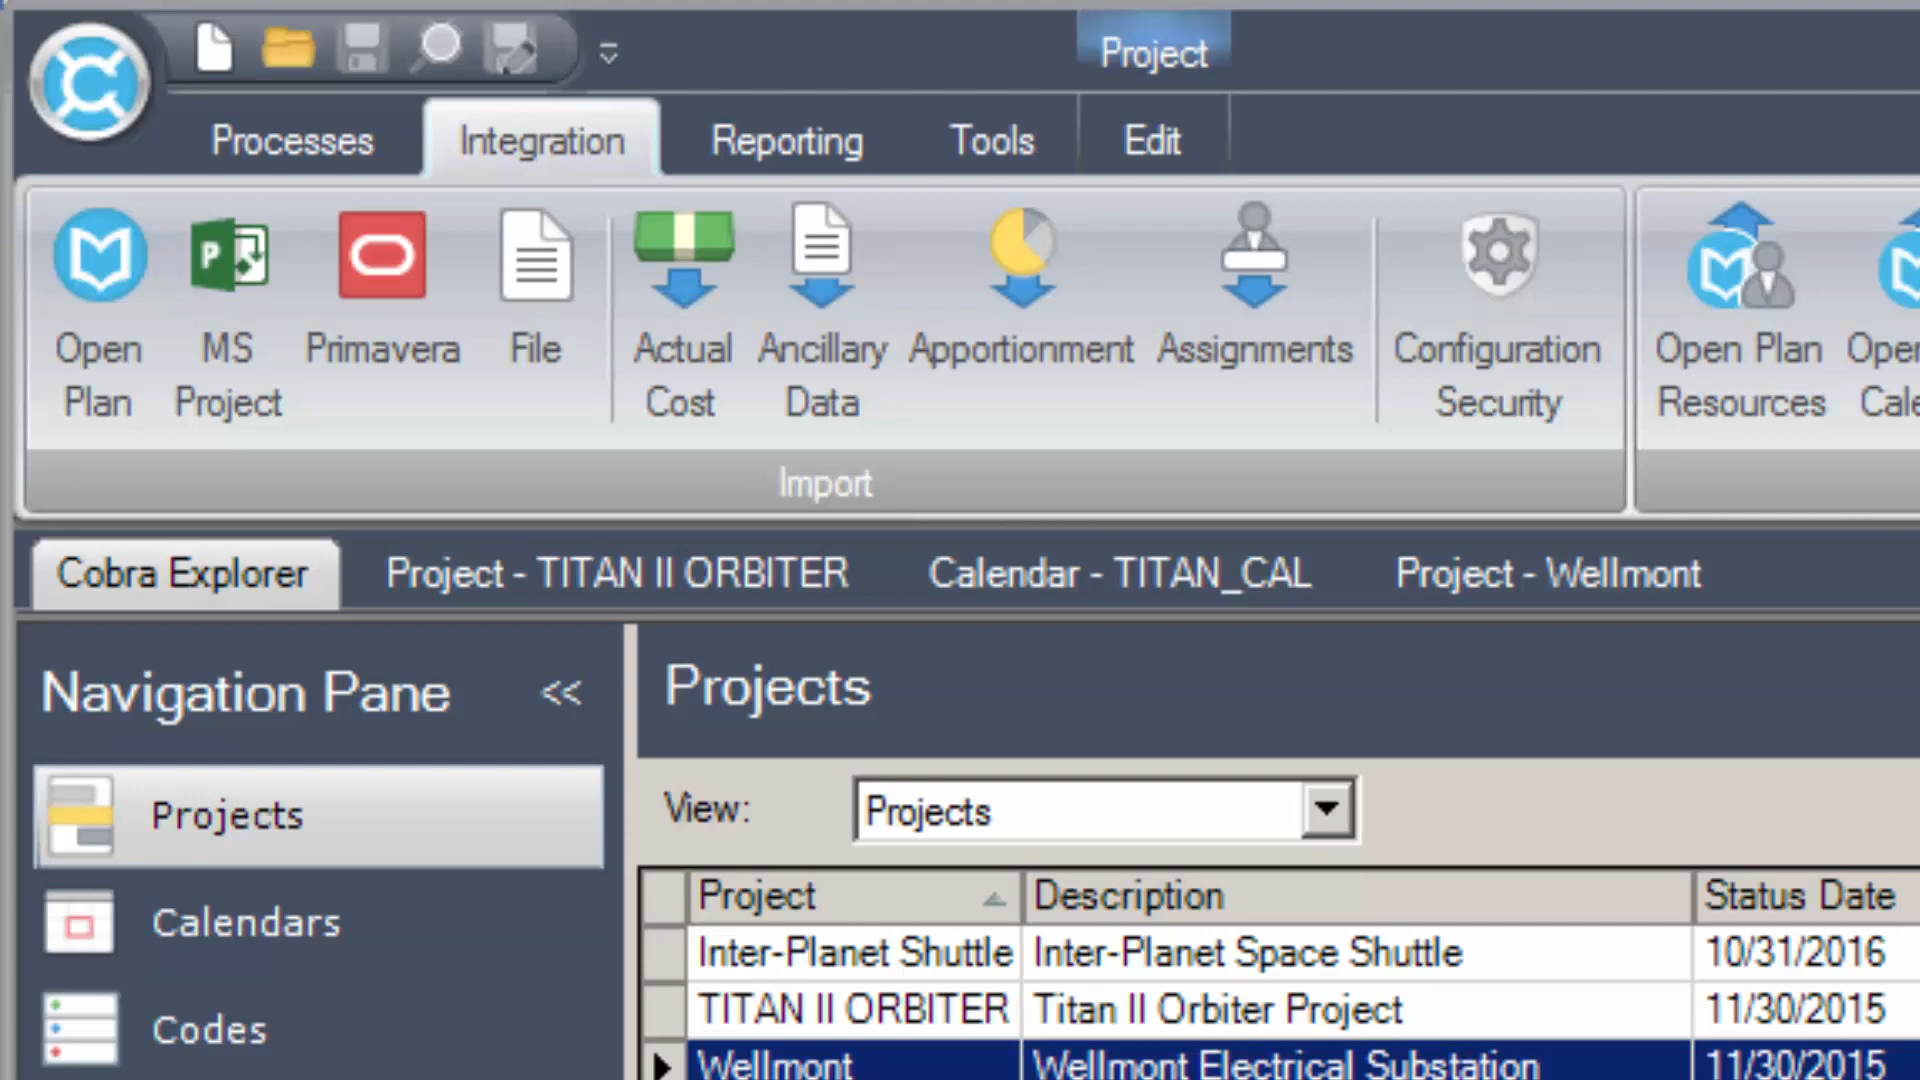 Project
Processes Integration Reporting Tools Edit
Open Plan MS Project Primavera File Actual Cost Ancillary Data Apportionment Assignments Configuration Security Open Plan Resources
Import
Cobra Explorer Project - TITAN II ORBITER Calendar - TITAN_CAL Project - Wellmont
Navigation Pane << Projects
Projects
View: Projects
Project Description Status Date
Calendars
Inter-Planet Shuttle Inter-Planet Space Shuttle 10/31/2016
TITAN II ORBITER Titan II Orbiter Project 11/30/2015
Codes
Wellmont Wellmont Electrical Substation 11/30/2015